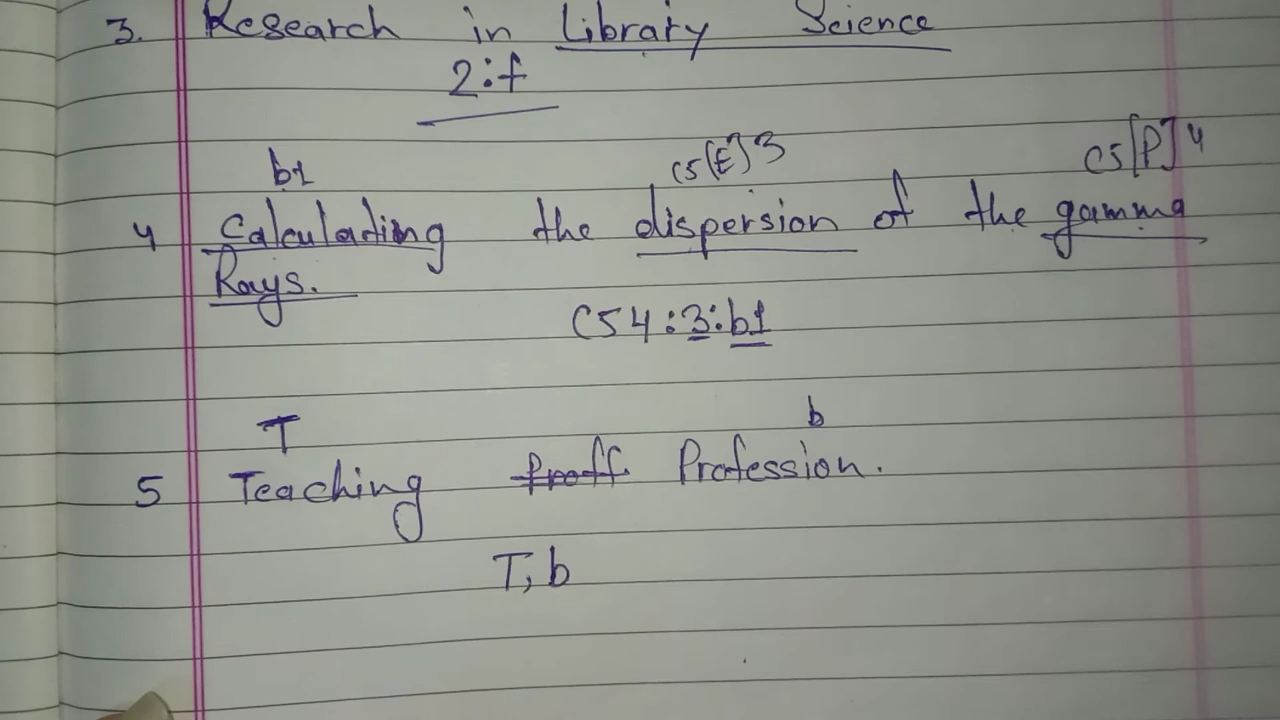 3. Research in Library Science
2:f
b1 C5[E]3 C5[P]4
4 Calculading the dispersion of the gamma
Rays.
C54:3:b1
T b
5 Teaching Proff Profession.
T,b